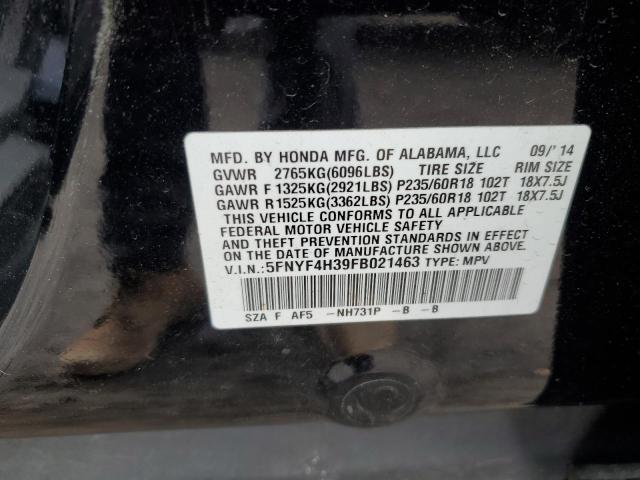 MFD. BY HONDA MFG. OF ALABAMA, LLC 09/'14
GVWR 2765KG(6096LBS) TIRE SIZE RIM SIZE
GAWR F 1325KG(2921LBS) P235/60R18 102T 18X7.5J
GAWR R1525KG(3362LBS) P235/60R18 102T 18X7.5J
THIS VEHICLE CONFORMS TO ALL APPLICABLE
FEDERAL MOTOR VEHICLE SAFETY
AND THEFT PREVENTION STANDARDS IN EFFECT
ON THE DATE OF MANUFACTURE SHOWN ABOVE.
V.I.N.: 5FNYF4H39FB021463 TYPE: MPV
SZA F AF5 -NH731P -B -B